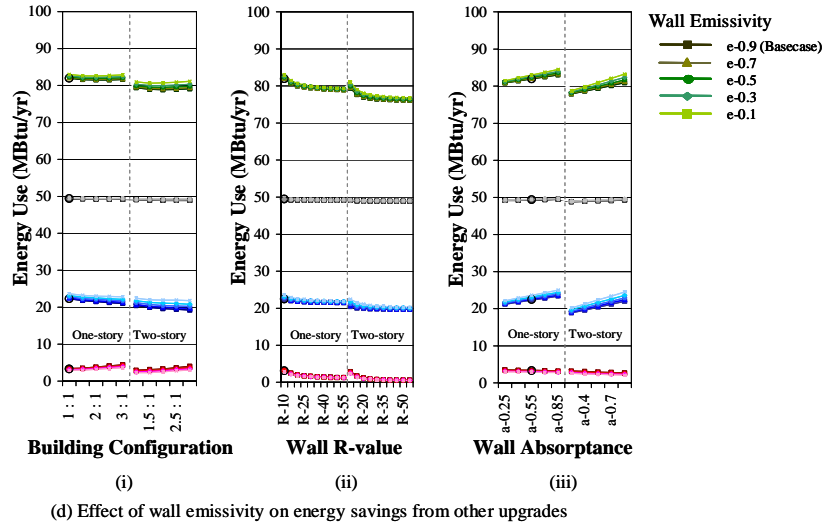 Wall Emissivity
e-0.9 (Basecase)
e-0.7
e-0.5
e-0.3
e-0.1
Energy Use (MBtu/yr)
100
90
80
70
60
50
40
30
20
10
0
One-story
Two-story
1 : 1
2 : 1
3 : 1
1.5 : 1
2.5 : 1
Building Configuration
(i)
Energy Use (MBtu/yr)
100
90
80
70
60
50
40
30
20
10
0
One-story
Two-story
R-10
R-25
R-40
R-55
R-20
R-35
R-50
Wall R-value
(ii)
Energy Use (MBtu/yr)
100
90
80
70
60
50
40
30
20
10
0
One-story
Two-story
a-0.25
a-0.55
a-0.85
a-0.4
a-0.7
Wall Absorptance
(iii)
(d) Effect of wall emissivity on energy savings from other upgrades